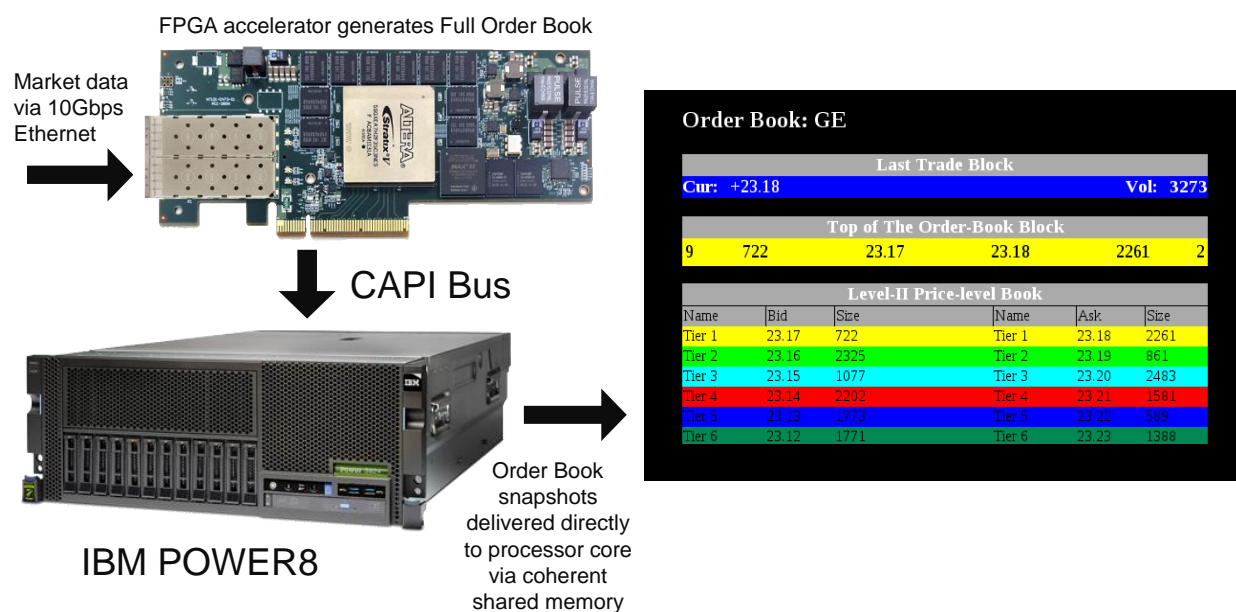 FPGA accelerator generates Full Order Book
Market data
via 10Gbps
Ethernet
ALTERA
Stratix V
PULSE
PULSE
CAPI Bus
IBM
IBM POWER8
Order Book
snapshots
delivered directly
to processor core
via coherent
shared memory
Order Book: GE
Last Trade Block
Cur: +23.18 Vol: 3273
Top of The Order-Book Block
9 722 23.17 23.18 2261 2
Level-II Price-level Book
Name Bid Size Name Ask Size
Tier 1 23.17 722 Tier 1 23.18 2261
Tier 2 23.16 2325 Tier 2 23.19 861
Tier 3 23.15 1077 Tier 3 23.20 2483
Tier 4 23.14 2202 Tier 4 23.21 1581
Tier 5 23.13 1773 Tier 5 23.22 589
Tier 6 23.12 1771 Tier 6 23.23 1388